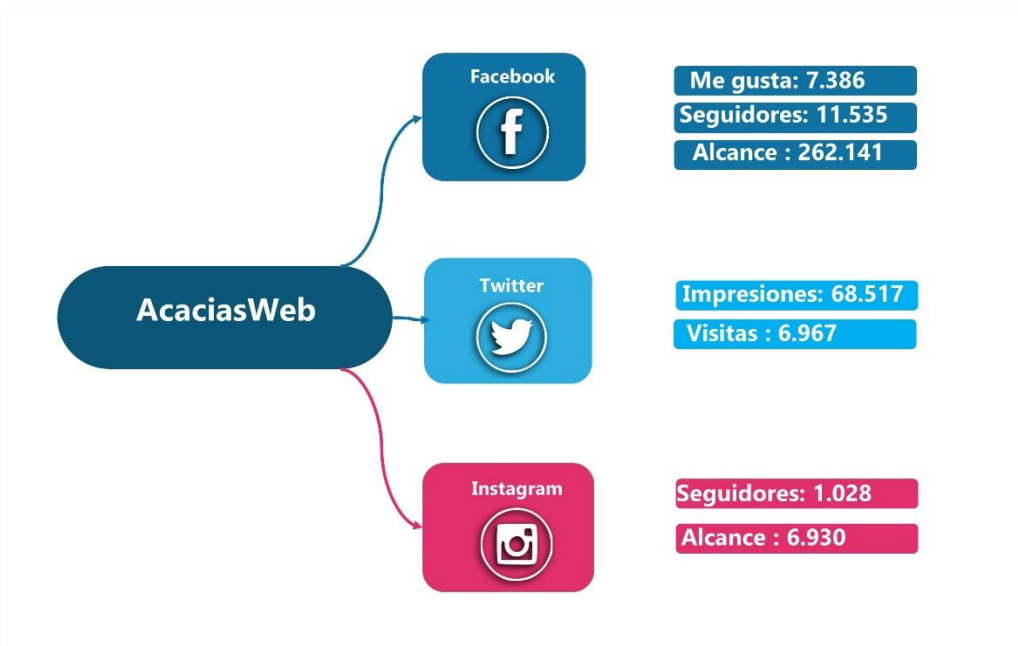 Facebook
Me gusta: 7.386
Seguidores: 11.535
Alcance : 262.141
AcaciasWeb
Twitter
Impresiones: 68.517
Visitas : 6.967
Instagram
Seguidores: 1.028
Alcance : 6.930